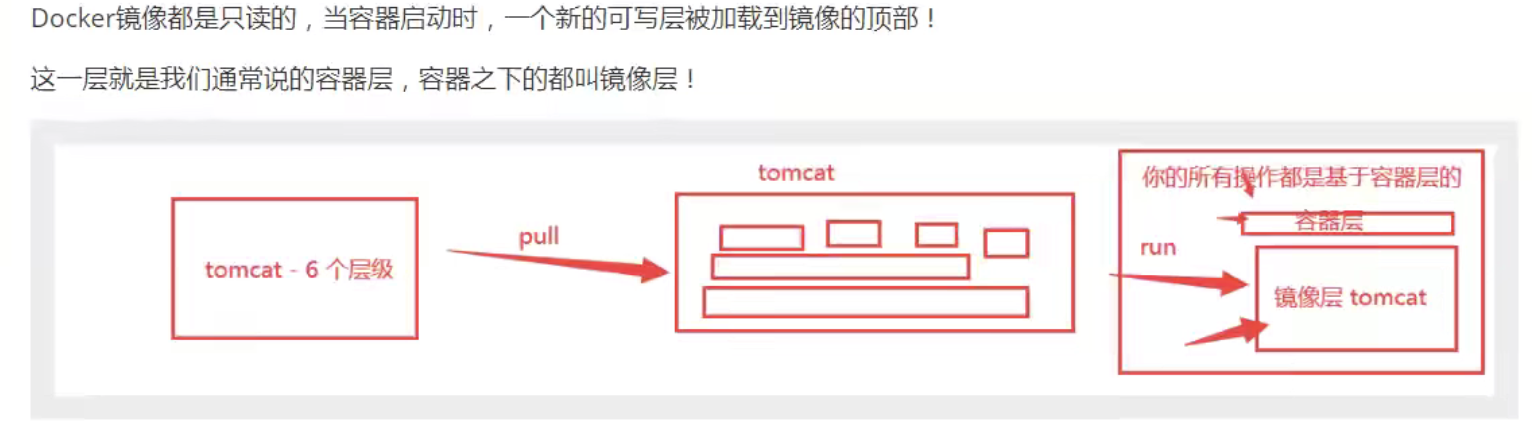 Docker镜像都是只读的，当容器启动时，一个新的可写层被加载到镜像的顶部！
这一层就是我们通常说的容器层，容器之下的都叫镜像层！
tomcat - 6 个层级
pull
tomcat
run
你的所有操作都是基于容器层的
容器层
镜像层 tomcat